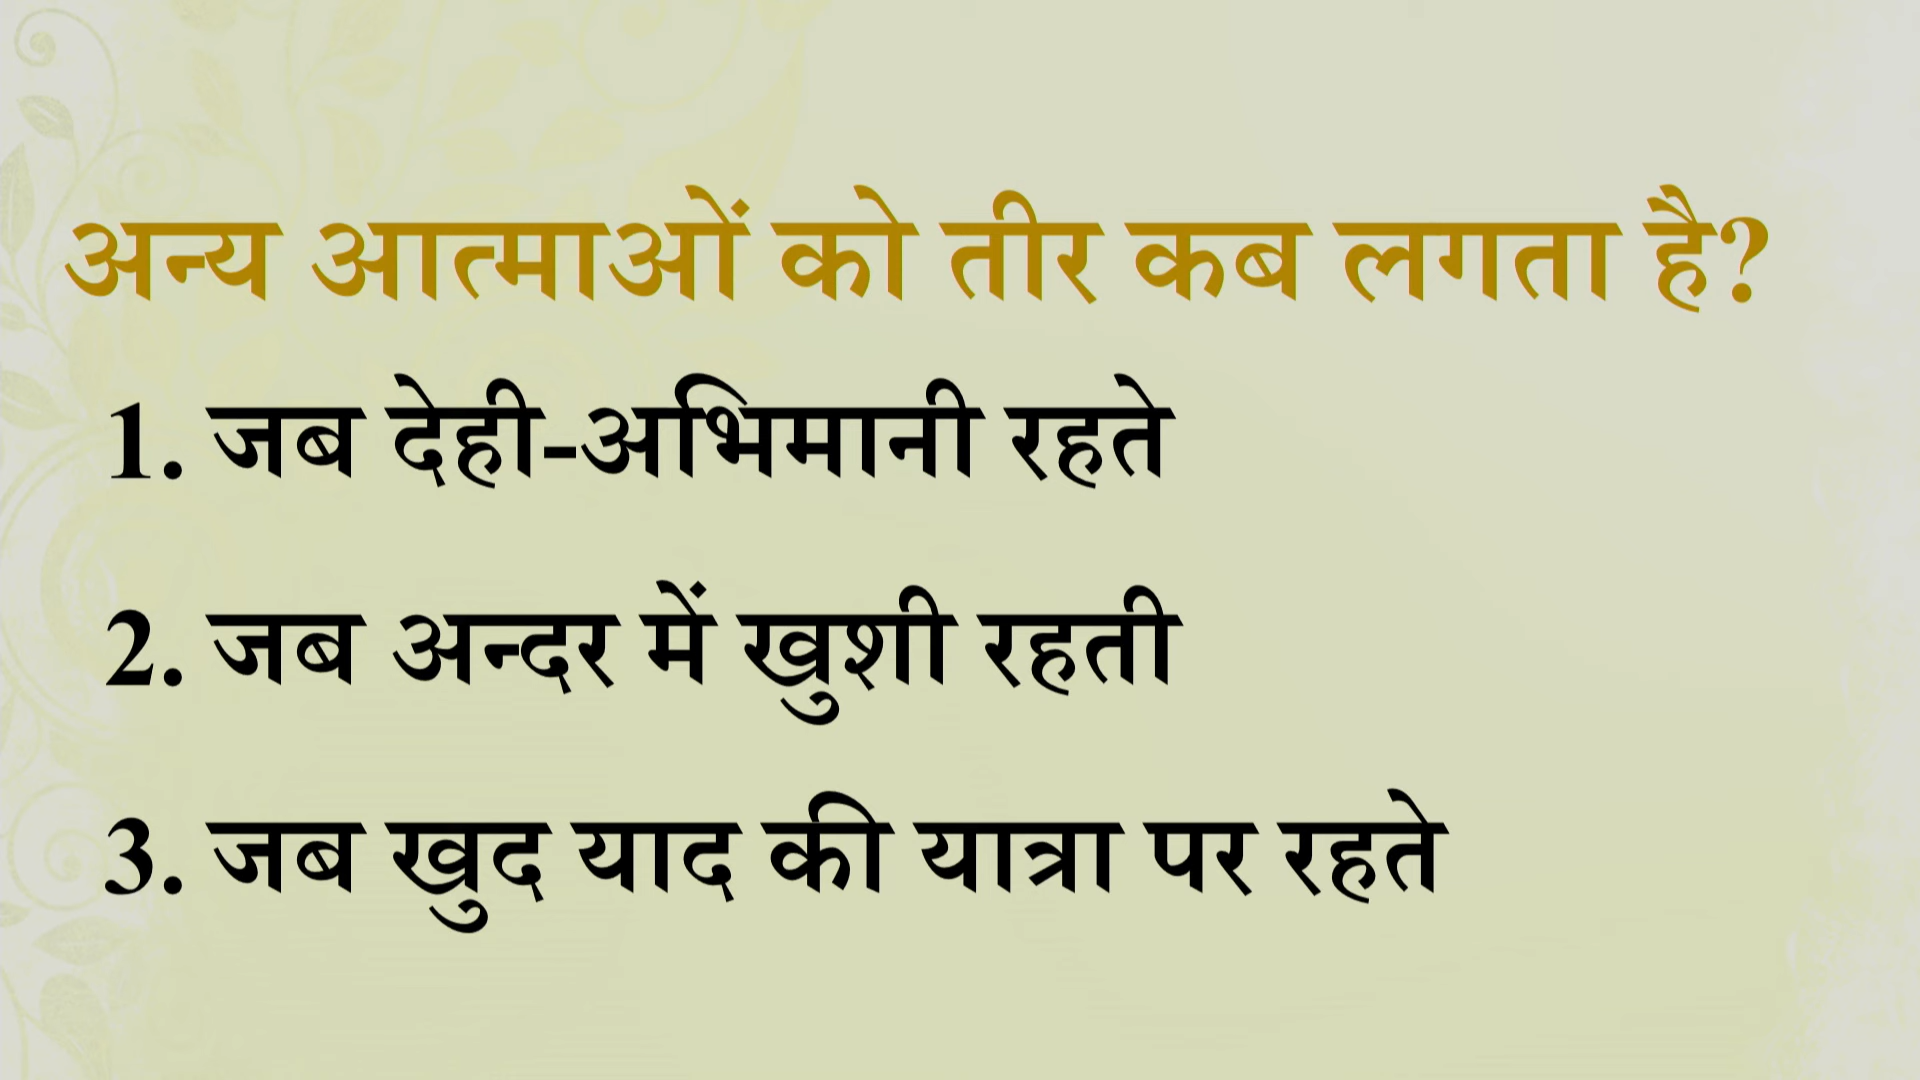 अन्य आत्माओं को तीर कब लगता है?
1. जब देही-अभिमानी रहते
2. जब अन्दर में खुशी रहती
3. जब खुद याद की यात्रा पर रहते